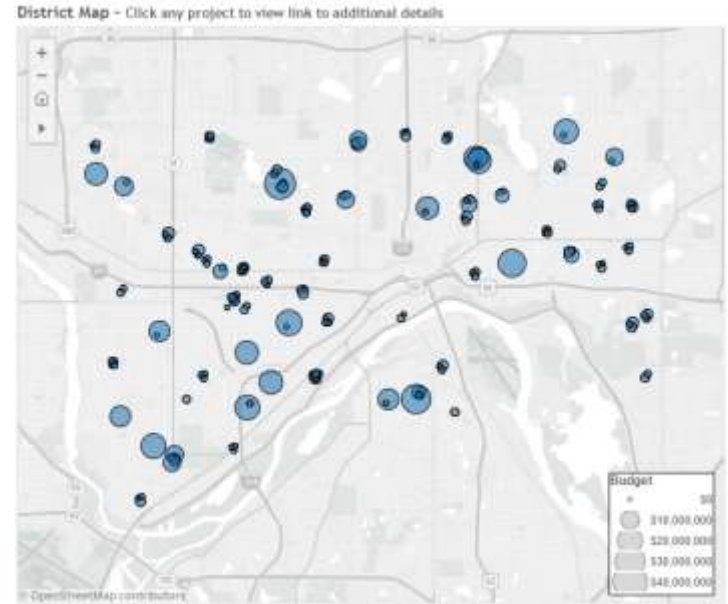 District Map - Click any project to view link to additional details
+
−
Budget
$0
$10,000,000
$20,000,000
$30,000,000
$40,000,000
© OpenStreetMap contributors